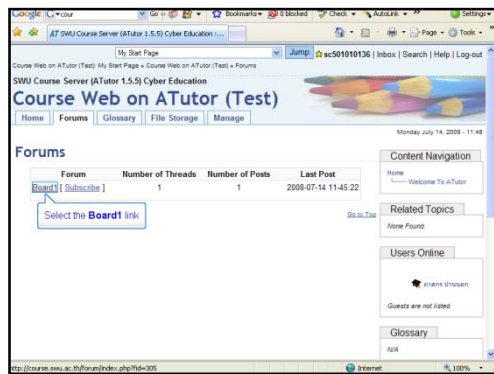 Google G cour Go Bookmarks 0 blocked Check AutoLink Settings
AT SWU Course Server (ATutor 1.5.5) Cyber Education :... Page Tools
My Start Page Jump sc501010136 | Inbox | Search | Help | Log-out
Course Web on ATutor (Test): My Start Page » Course Web on ATutor (Test) » Forums
SWU Course Server (ATutor 1.5.5) Cyber Education
Course Web on ATutor (Test)
Home Forums Glossary File Storage Manage
Monday July 14, 2008 - 11:48
Forums
Forum Number of Threads Number of Posts Last Post
Board1 [ Subscribe ] 1 1 2008-07-14 11:45:22
Select the Board1 link
Go to Top
Content Navigation
Home
Welcome To ATutor
Related Topics
None Found.
Users Online
Guests are not listed
Glossary
N/A
http://course.swu.ac.th/forum/index.php?fid=305 Internet 100%